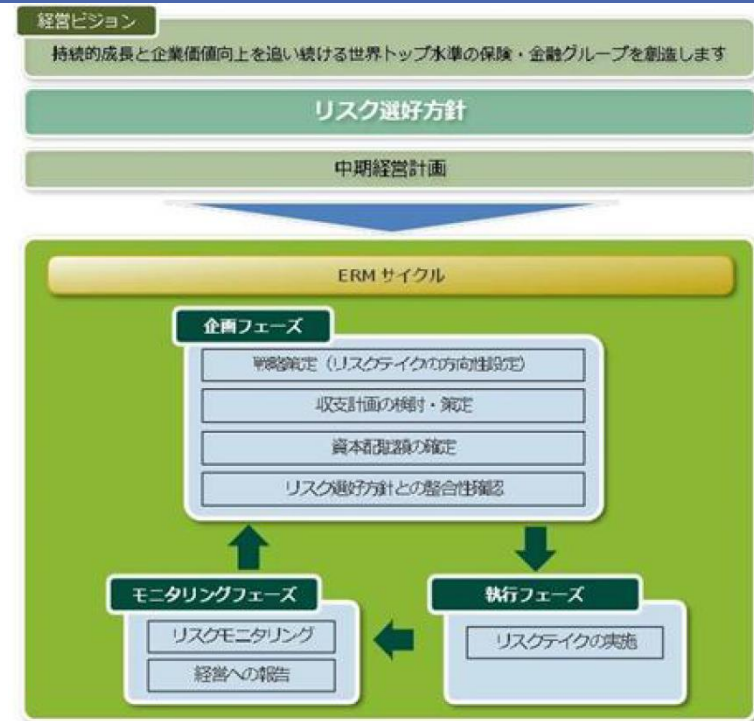 経営ビジョン
持続的成長と企業価値向上を追い続ける世界トップ水準の保険・金融グループを創造します
リスク選好方針
中期経営計画
ERM サイクル
企画フェーズ
戦略策定(リスクテイクの方向性設定)
収支計画の検討・策定
資本配賦額の確定
リスク選好方針との整合性確認
モニタリングフェーズ
執行フェーズ
リスクモニタリング
リスクテイクの実施
経営への報告